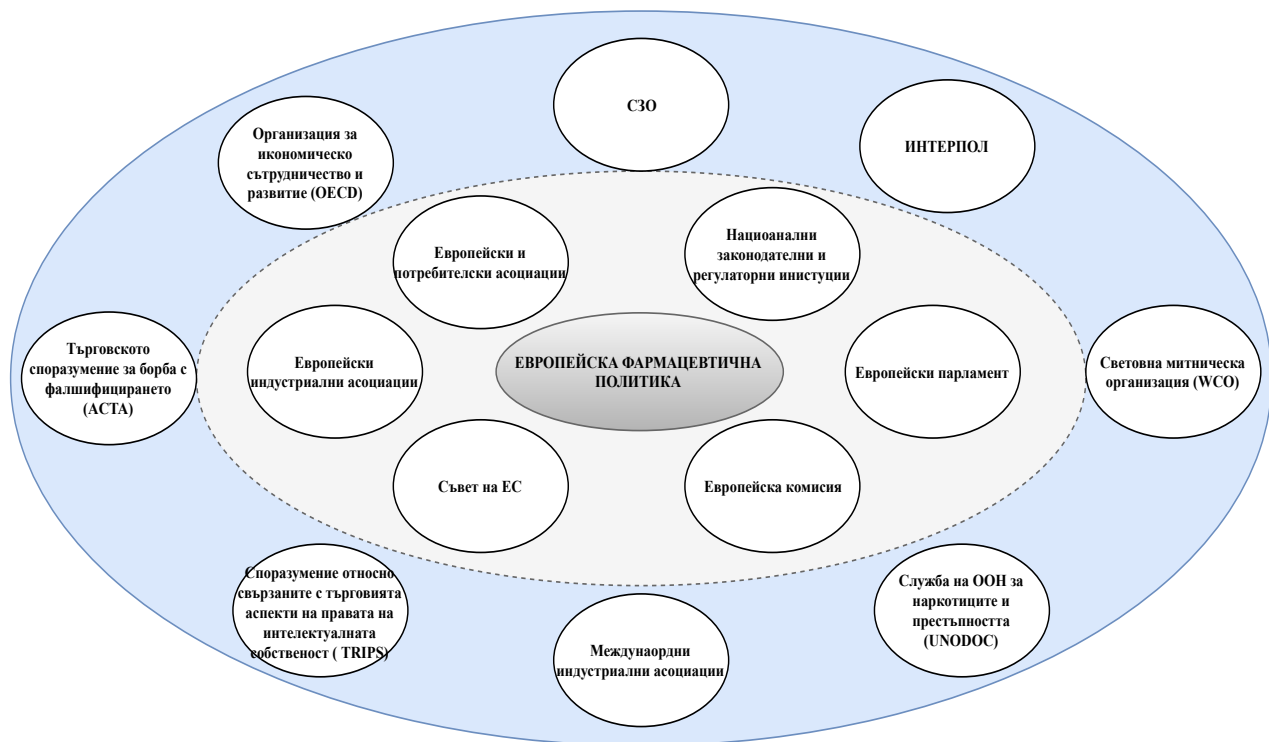 СЗО
ИНТЕРПОЛ
Организация за
икономическо
сътрудничество и
развитие (OECD)
Европейски и
потребителски асоциации
Нациоанални
законодателни и
регулаторни инистуции
Търговското
споразумение за борба с
фалшифицирането
(ACTA)
Европейски
индустриални асоциации
ЕВРОПЕЙСКА ФАРМАЦЕВТИЧНА
ПОЛИТИКА
Европейски парламент
Световна митническа
организация (WCO)
Съвет на ЕС
Европейска комисия
Споразумение относно
свързаните с търговията
аспекти на правата на
интелектуалната
собственост ( TRIPS)
Междунаордни
индустриални асоциации
Служба на ООН за
наркотиците и
престъпността
(UNODOC)